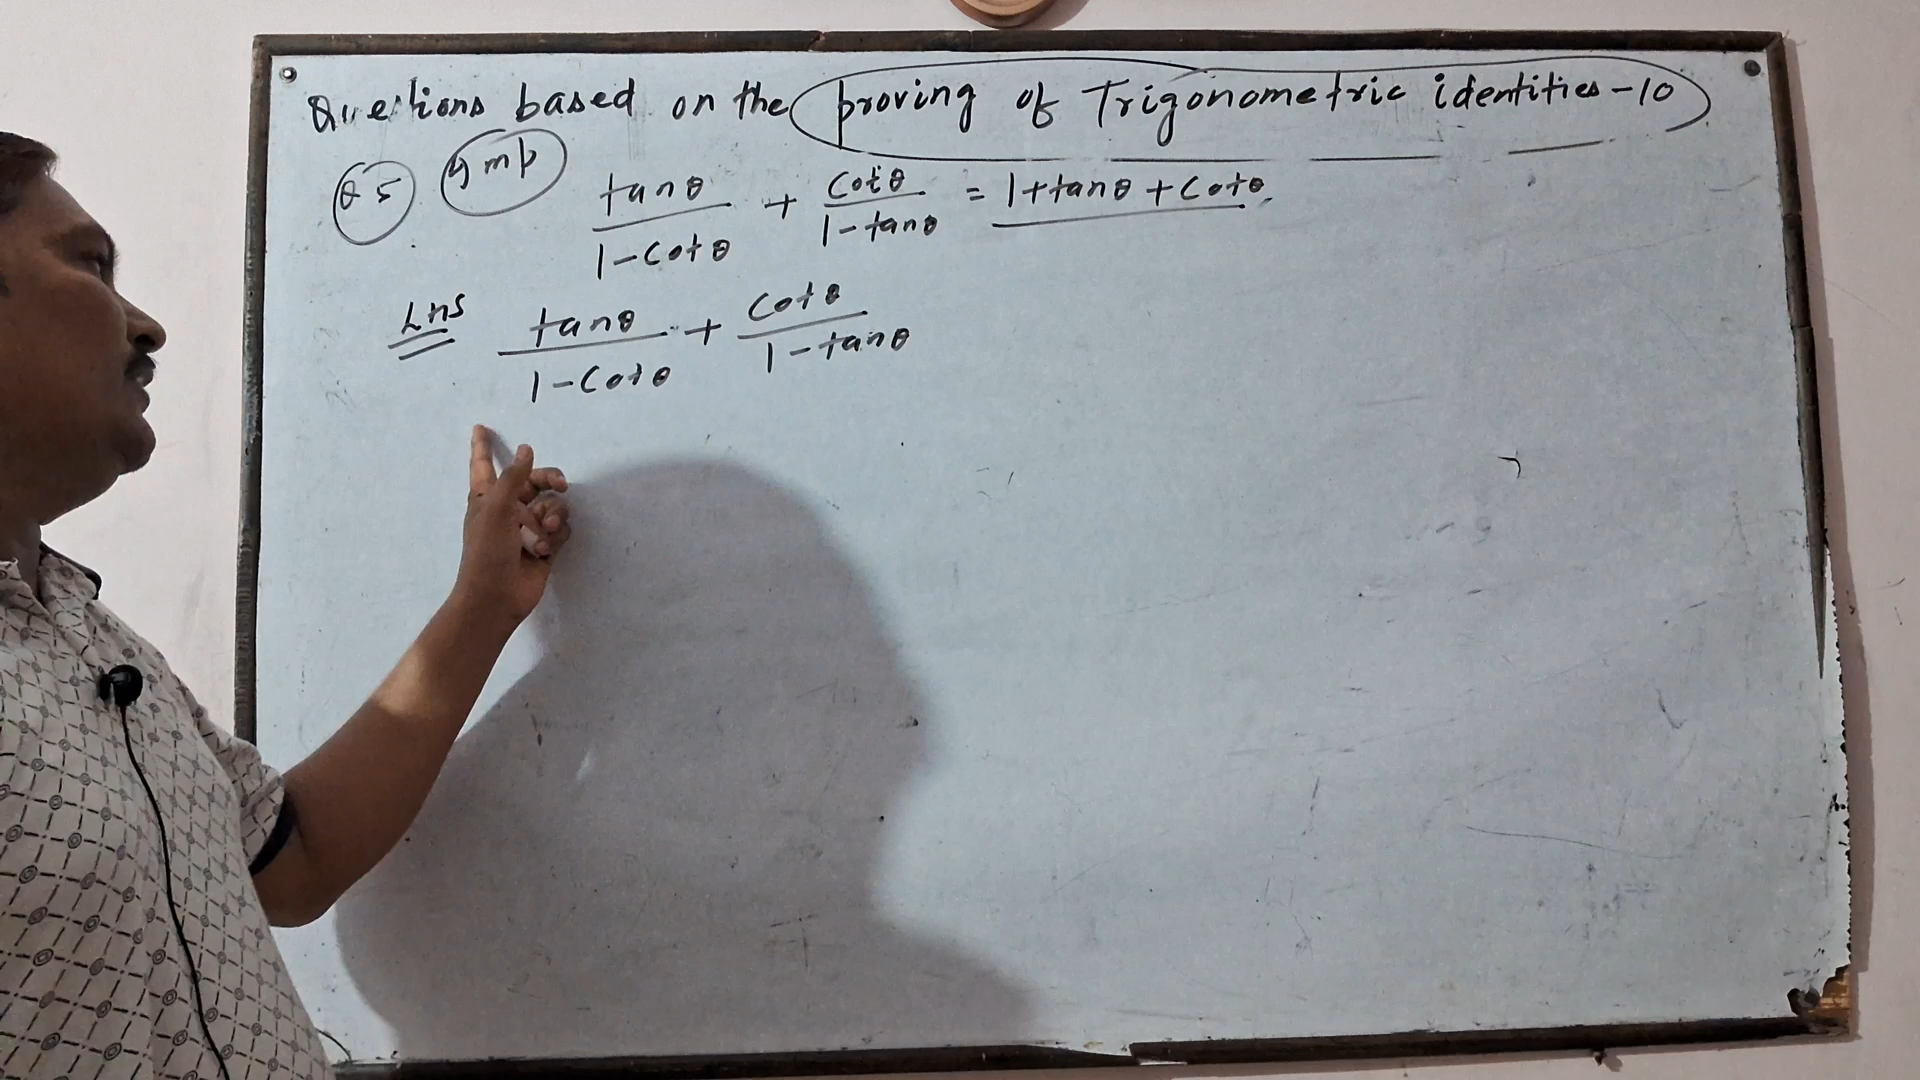 Questions based on the proving of Trigonometric identities-10
Q5 Imp tanθ/1-Cotθ + Cotθ/1-tanθ = 1+tanθ+Cotθ.
LHS tanθ/1-Cotθ + Cotθ/1-tanθ